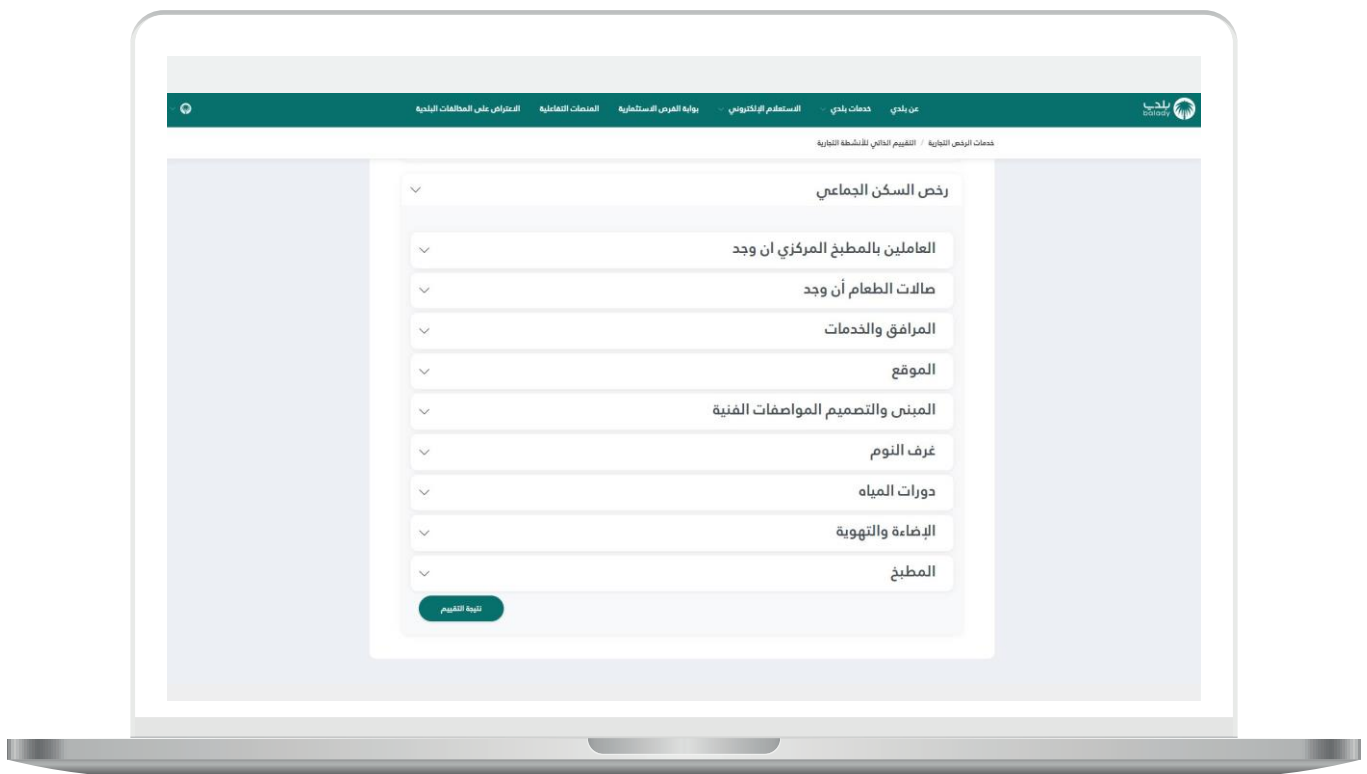 بلدي
balady
عن بلدي خدمات بلدي الاستعلام الإلكتروني بوابة الفرص الاستثمارية المنصات التفاعلية الاعتراض على المخالفات البلدية
خدمات الرخص التجارية / التقييم الذاتي للأنشطة التجارية
رخص السكن الجماعي
العاملين بالمطبخ المركزي ان وجد
صالات الطعام أن وجد
المرافق والخدمات
الموقع
المبنى والتصميم المواصفات الفنية
غرف النوم
دورات المياه
الإضاءة والتهوية
المطبخ
نتيجة التقييم